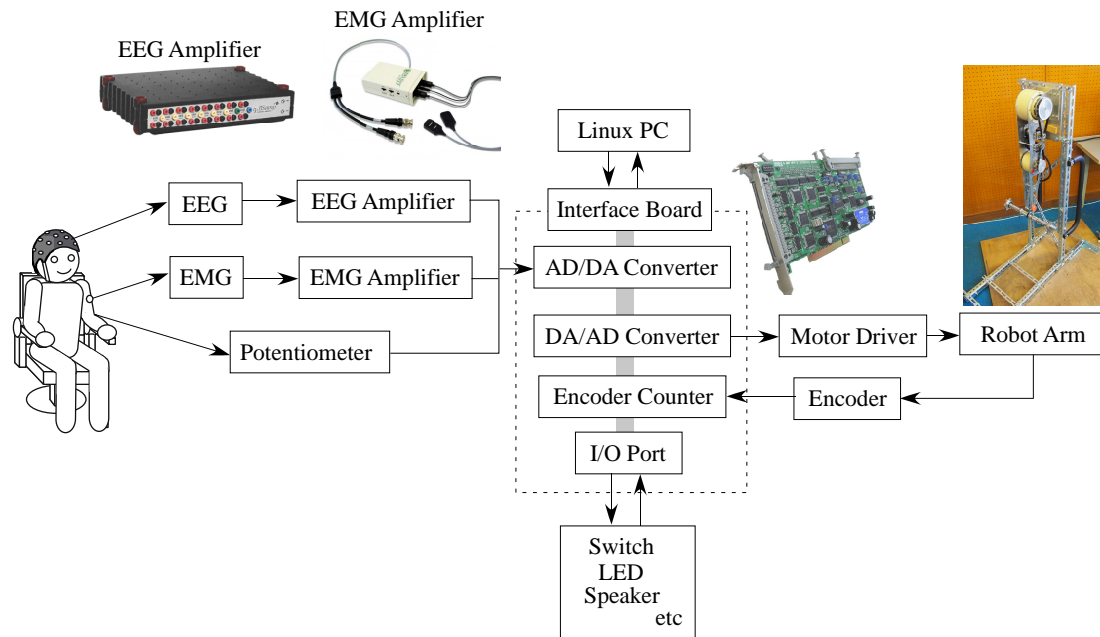 EEG Amplifier
EMG Amplifier
Linux PC
EEG
EEG Amplifier
Interface Board
EMG
EMG Amplifier
AD/DA Converter
Potentiometer
DA/AD Converter
Motor Driver
Robot Arm
Encoder Counter
Encoder
I/O Port
Switch
LED
Speaker
etc